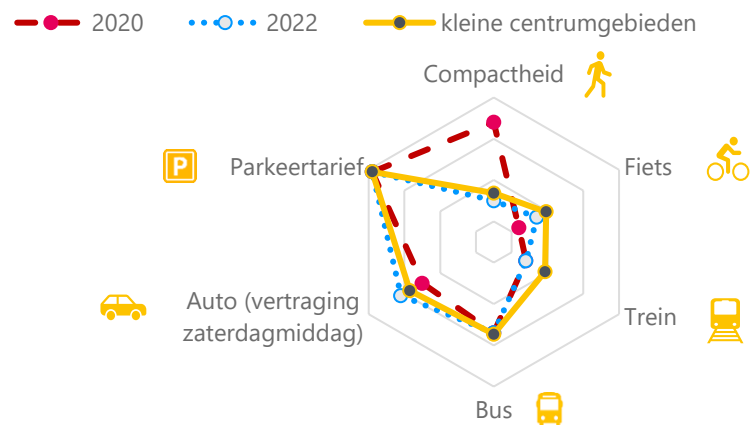 2020 2022 kleine centrumgebieden
Compactheid
P Parkeertarief Fiets
Auto (vertraging
zaterdagmiddag) Trein
Bus